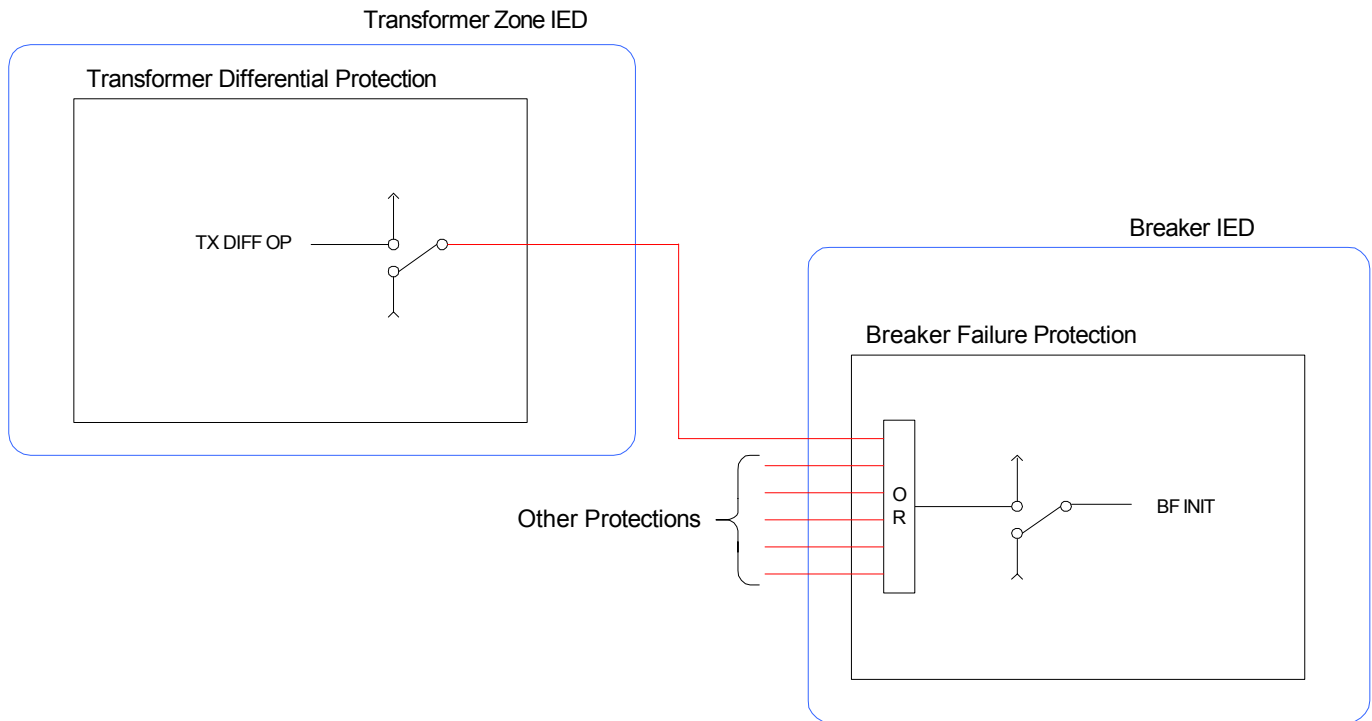 Transformer Zone IED
Transformer Differential Protection
TX DIFF OP
Breaker IED
Breaker Failure Protection
O
R
Other Protections
BF INIT